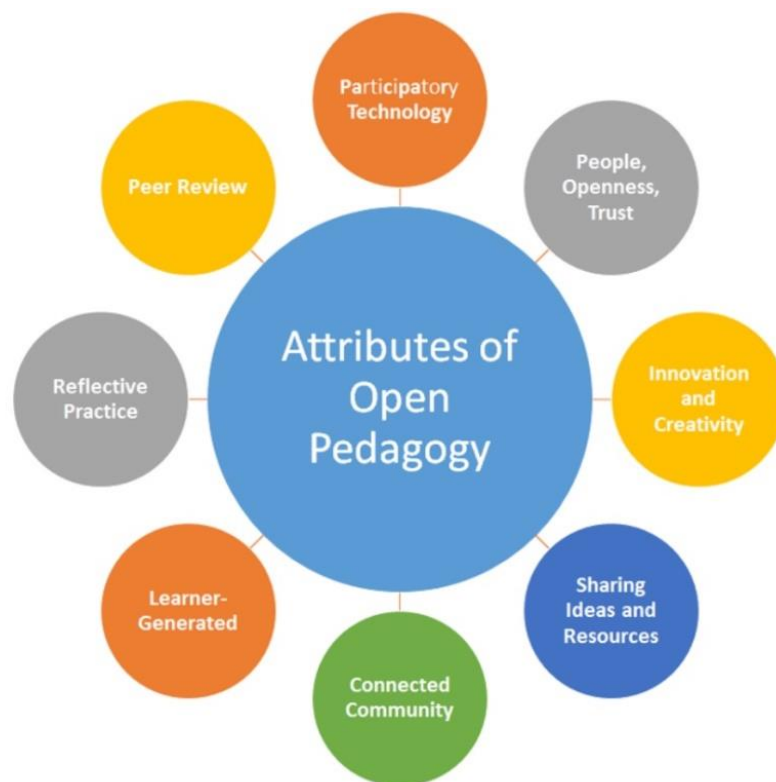 Attributes of
Open
Pedagogy
Participatory
Technology
People,
Openness,
Trust
Innovation
and
Creativity
Sharing
Ideas and
Resources
Connected
Community
Learner-
Generated
Reflective
Practice
Peer Review